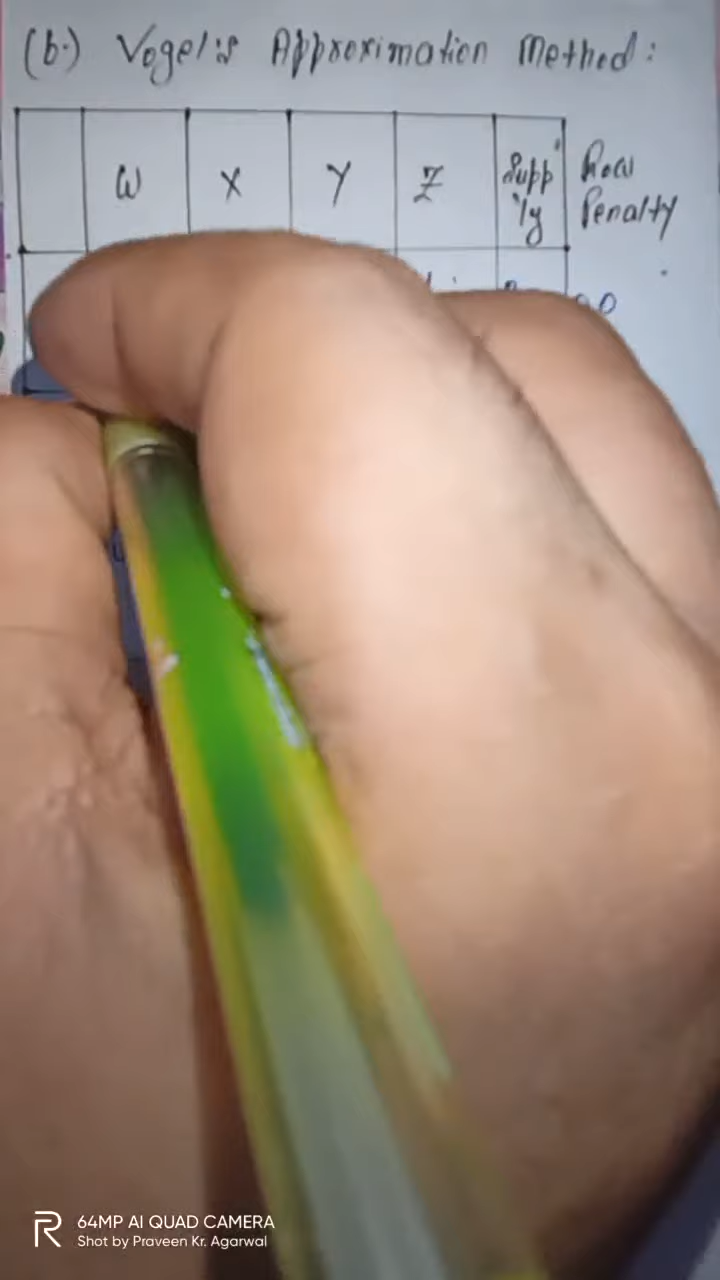 (b.) Vogel's Approximation Method:
W X Y Z Supp'ly Row Penalty
64MP AI QUAD CAMERA
Shot by Praveen Kr. Agarwal